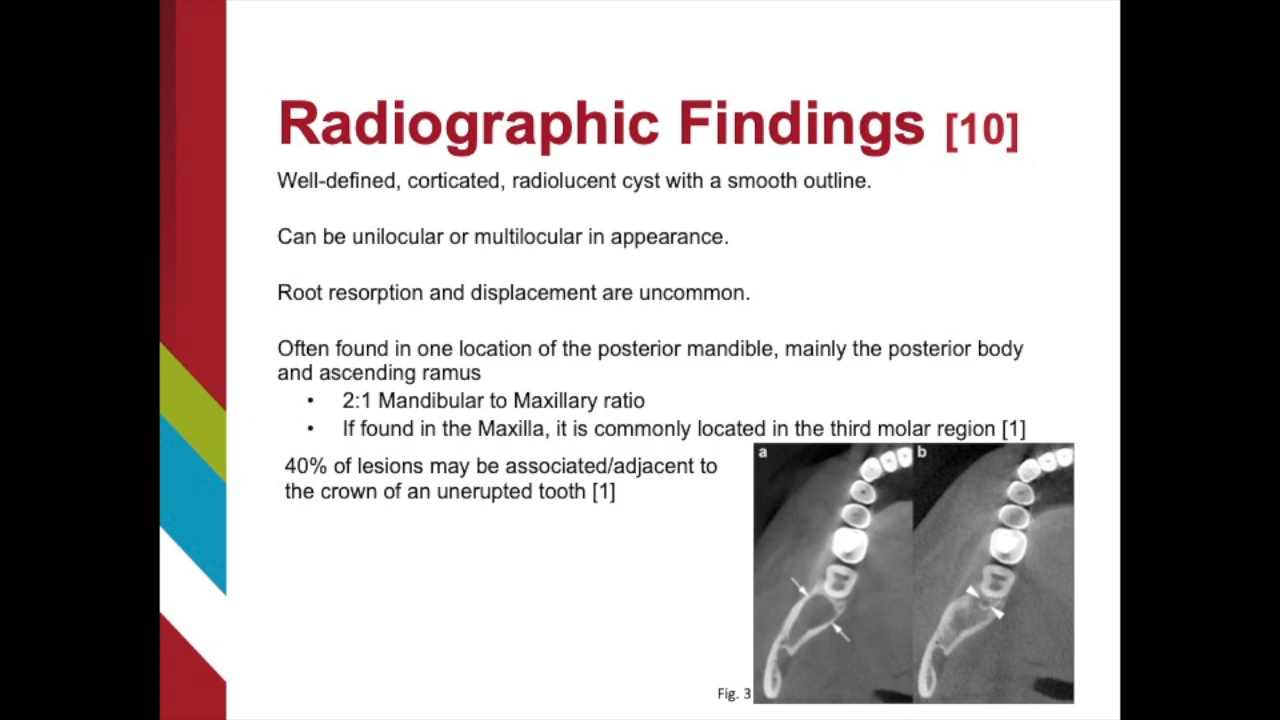 Radiographic Findings [10]
Well-defined, corticated, radiolucent cyst with a smooth outline.
Can be unilocular or multilocular in appearance.
Root resorption and displacement are uncommon.
Often found in one location of the posterior mandible, mainly the posterior body
and ascending ramus
• 2:1 Mandibular to Maxillary ratio
• If found in the Maxilla, it is commonly located in the third molar region [1]
40% of lesions may be associated/adjacent to
the crown of an unerupted tooth [1]
a
b
Fig. 3